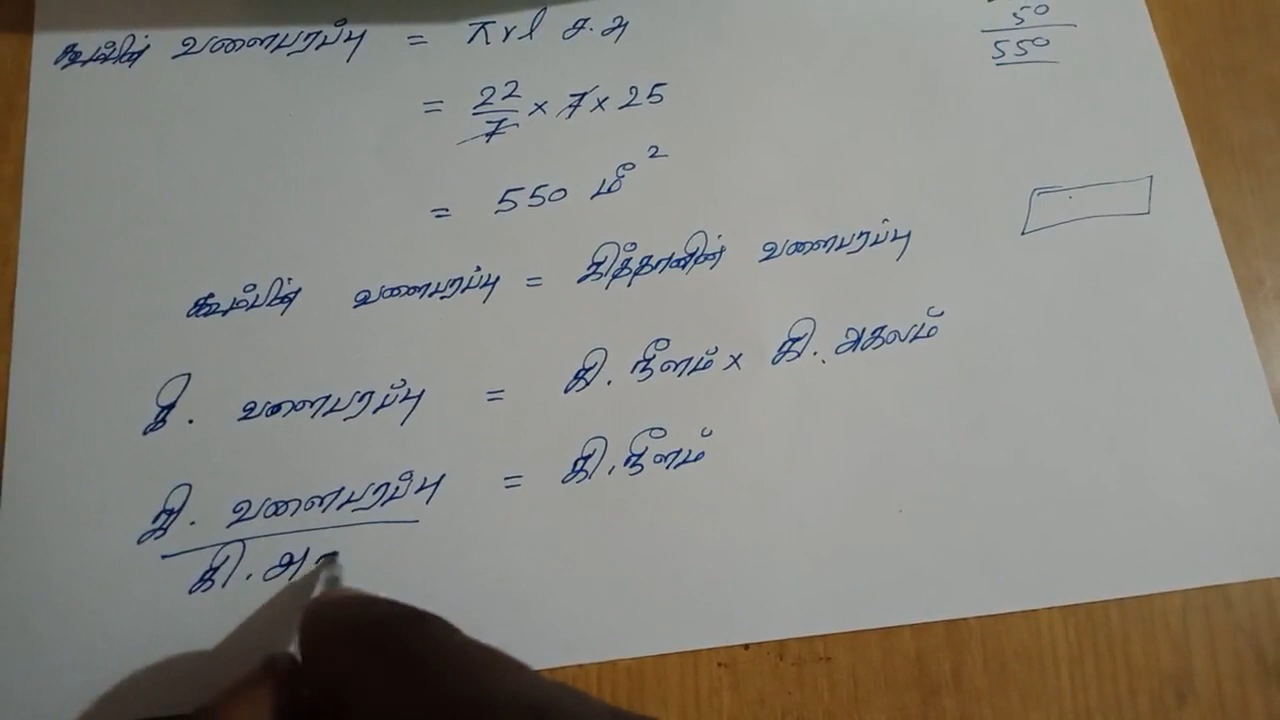 கூம்பின் வளைபரப்பு = πrl ச.அ
= 22/7 × 7 × 25
= 550 மீ²
50
550
கூம்பின் வளைபரப்பு = கித்தானின் வளைபரப்பு
கி. வளைபரப்பு = கி. நீளம் × கி. அகலம்
கி. வளைபரப்பு = கி. நீளம்
கி. அ